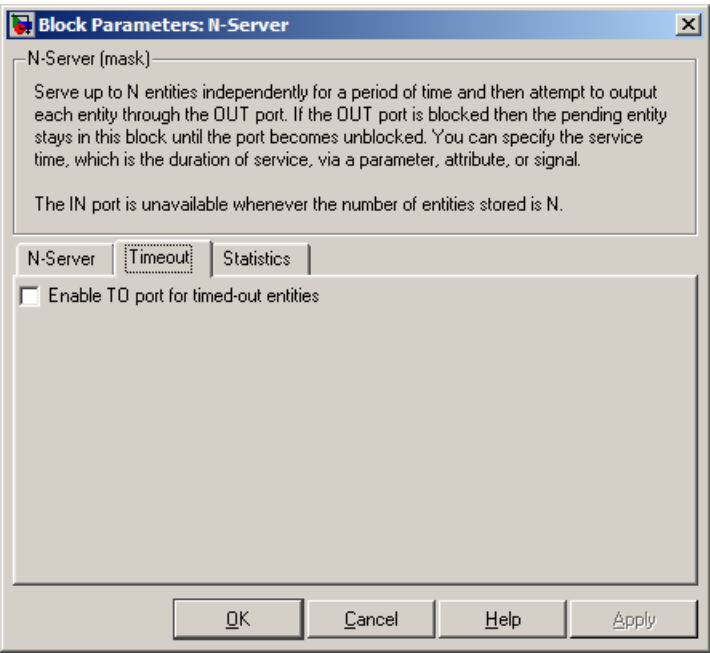 Block Parameters: N-Server
N-Server (mask)
Serve up to N entities independently for a period of time and then attempt to output
each entity through the OUT port. If the OUT port is blocked then the pending entity
stays in this block until the port becomes unblocked. You can specify the service
time, which is the duration of service, via a parameter, attribute, or signal.
The IN port is unavailable whenever the number of entities stored is N.
N-Server Timeout Statistics
Enable TO port for timed-out entities
OK Cancel Help Apply